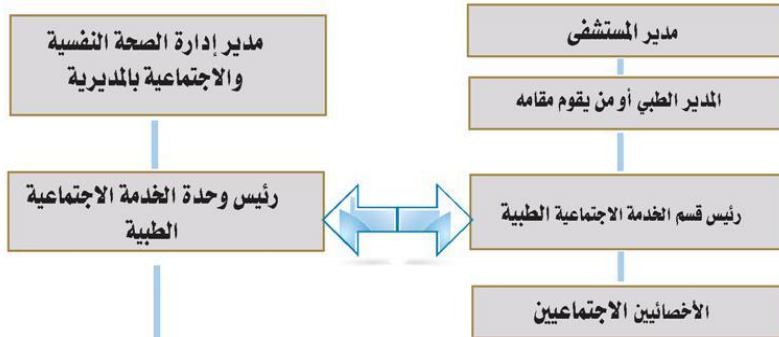 مدير المستشفى
المدير الطبي أو من يقوم مقامه
رئيس قسم الخدمة الاجتماعية الطبية
الأخصائيين الاجتماعيين
مدير إدارة الصحة النفسية
والاجتماعية بالمديرية
رئيس وحدة الخدمة الاجتماعية
الطبية